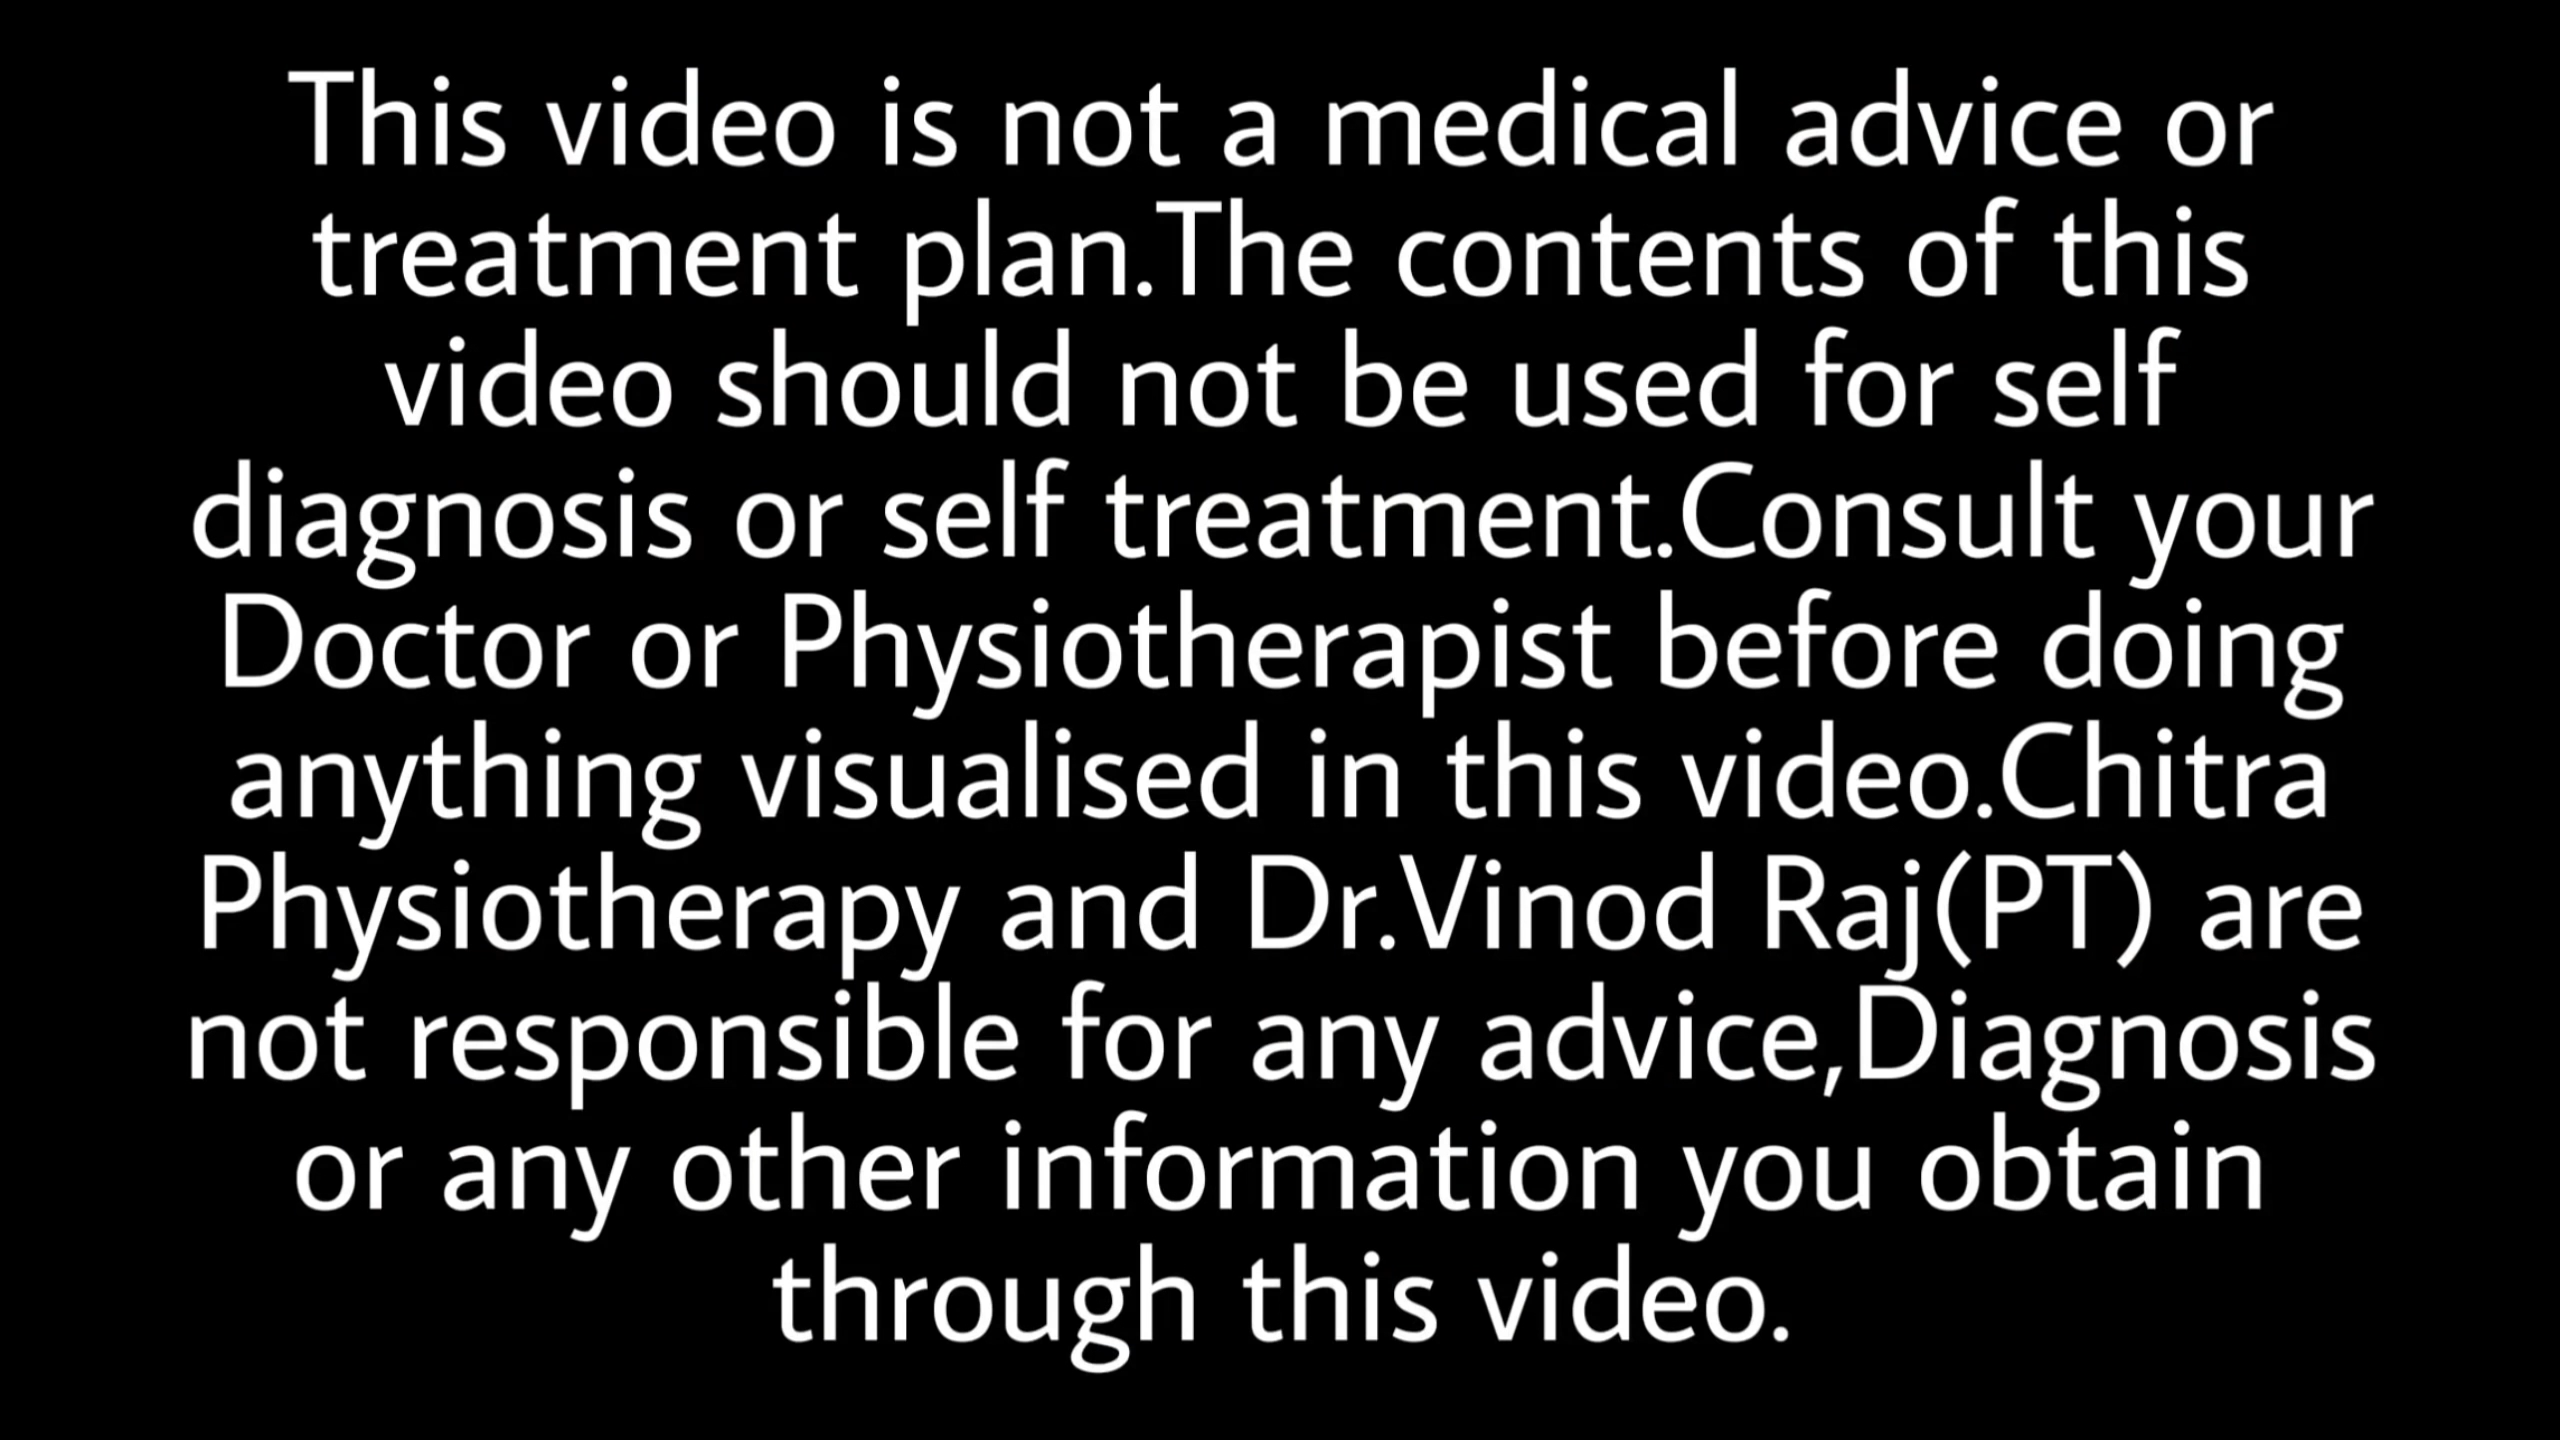 This video is not a medical advice or
treatment plan.The contents of this
video should not be used for self
diagnosis or self treatment.Consult your
Doctor or Physiotherapist before doing
anything visualised in this video.Chitra
Physiotherapy and Dr.Vinod Raj(PT) are
not responsible for any advice,Diagnosis
or any other information you obtain
through this video.